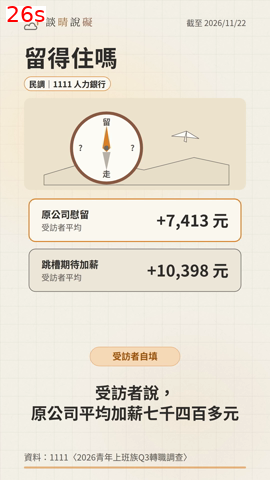 26s
談晴說礙
截至 2026/11/22
留得住嗎
民調｜1111 人力銀行
留
?
?
走
原公司慰留
受訪者平均
+7,413 元
跳槽期待加薪
受訪者平均
+10,398 元
受訪者自填
受訪者說，
原公司平均加薪七千四百多元
資料：1111〈2026青年上班族Q3轉職調查〉